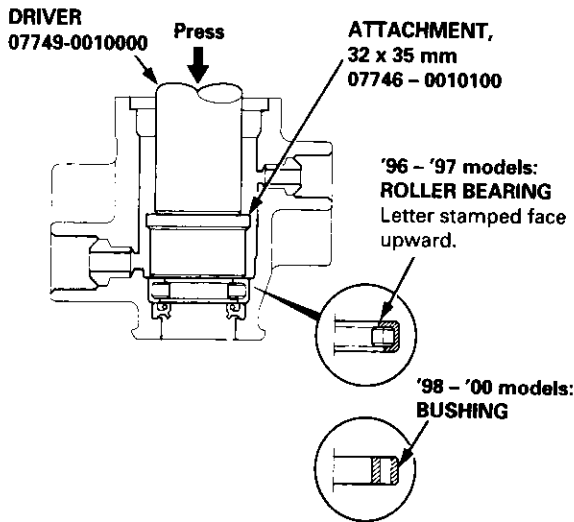 DRIVER
07749-0010000
Press
ATTACHMENT,
32 x 35 mm
07746 – 0010100
'96 – '97 models:
ROLLER BEARING
Letter stamped face
upward.
'98 – '00 models:
BUSHING